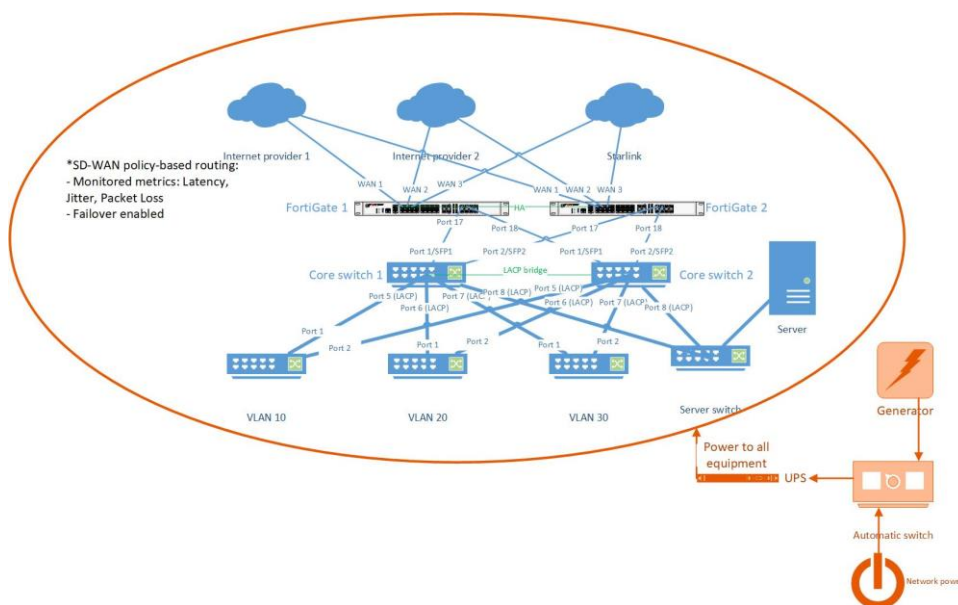 Internet provider 1
Internet provider 2
Starlink
*SD-WAN policy-based routing:
- Monitored metrics: Latency,
Jitter, Packet Loss
- Failover enabled
WAN 1
WAN 2
WAN 3
WAN 1
WAN 2
WAN 3
FortiGate 1
HA
FortiGate 2
Port 17
Port 18
Port 17
Port 18
Port 1/SFP1
Port 2/SFP2
Port 1/SFP1
Port 2/SFP2
Core switch 1
LACP bridge
Core switch 2
Port 5 (LACP)
Port 6 (LACP)
Port 7 (LAC
Port 8 (LACP)
Port 5 (LACP)
Port 6 (LACP)
Port 7 (LACP)
Port 8 (LACP)
Server
Port 1
Port 2
Port 1
Port 2
Port 1
Port 2
VLAN 10
VLAN 20
VLAN 30
Server switch
Generator
Power to all
equipment
UPS
Automatic switch
Network powe